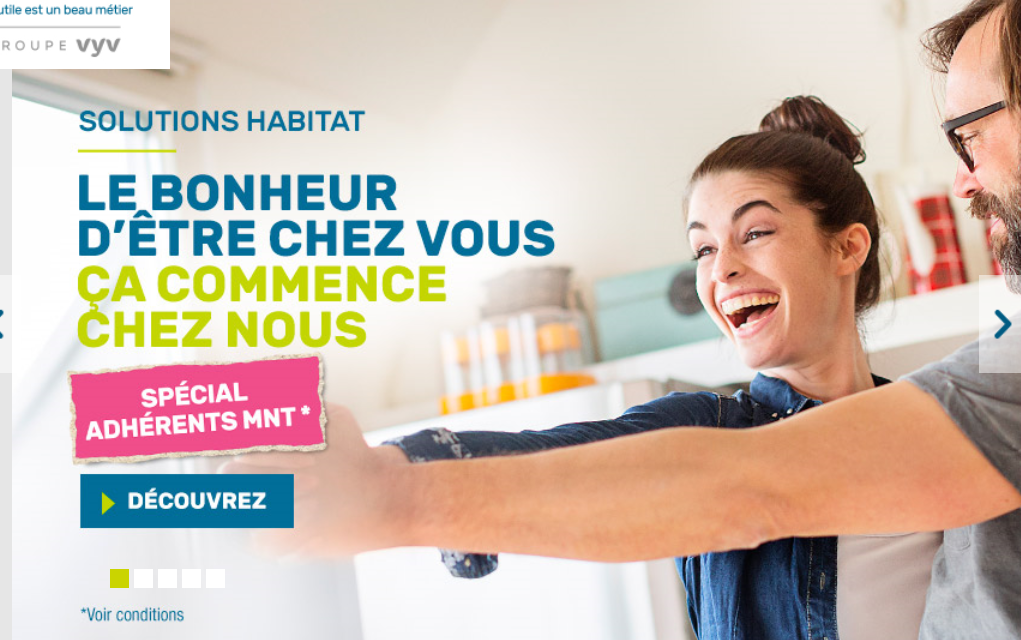 utile est un beau métier
ROUPE vyv
SOLUTIONS HABITAT
LE BONHEUR
D'ÊTRE CHEZ VOUS
ÇA COMMENCE
CHEZ NOUS
SPÉCIAL
ADHÉRENTS MNT *
DÉCOUVREZ
*Voir conditions